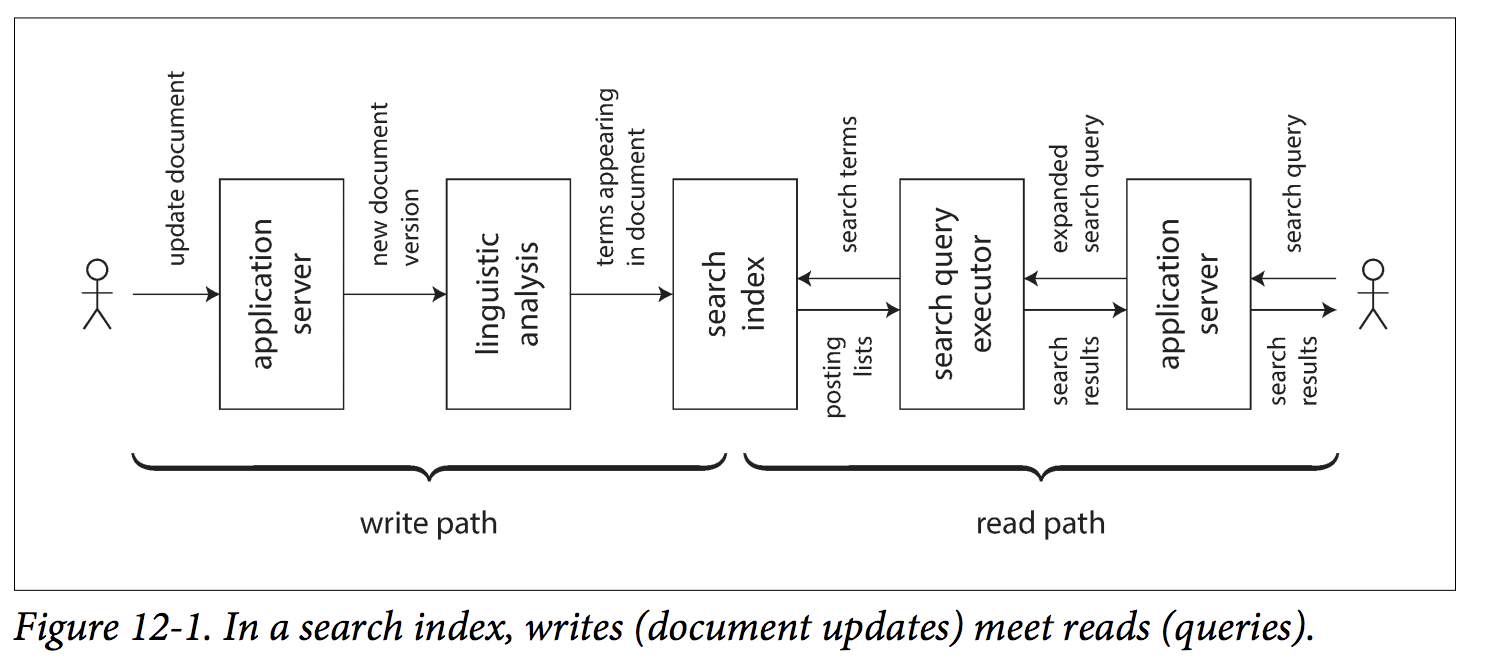 update document
application
server
new document
version
linguistic
analysis
terms appearing
in document
search
index
search terms
posting
lists
search query
executor
expanded
search query
search
results
application
server
search query
search
results
write path
read path
Figure 12-1. In a search index, writes (document updates) meet reads (queries).